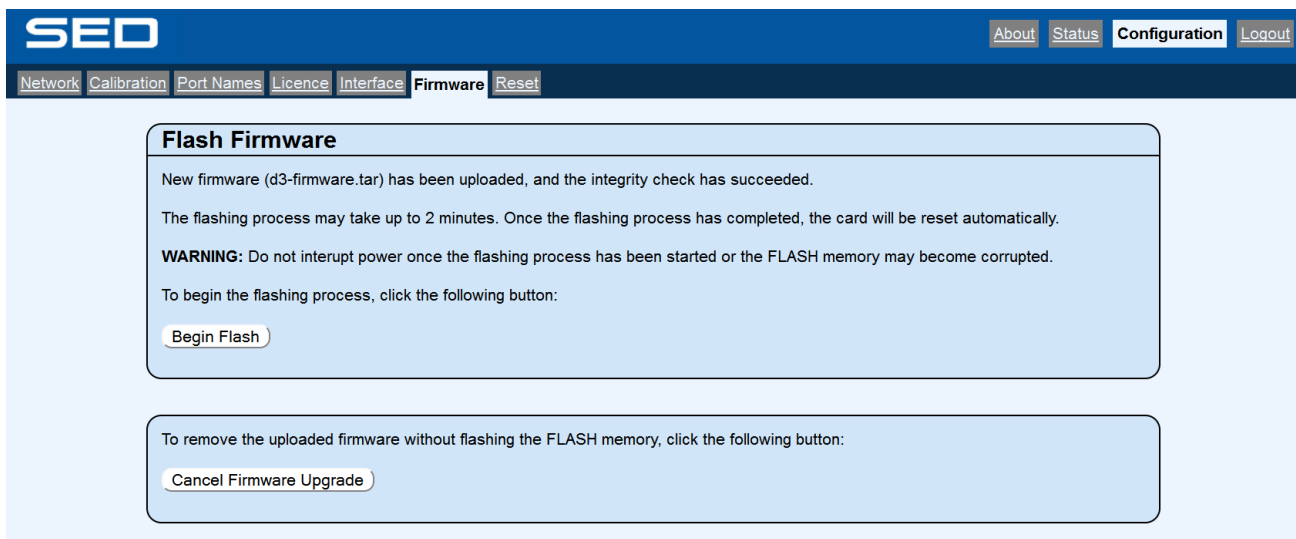 SED
About Status Configuration Logout
Network Calibration Port Names Licence Interface Firmware Reset
Flash Firmware
New firmware (d3-firmware.tar) has been uploaded, and the integrity check has succeeded.
The flashing process may take up to 2 minutes. Once the flashing process has completed, the card will be reset automatically.
WARNING: Do not interupt power once the flashing process has been started or the FLASH memory may become corrupted.
To begin the flashing process, click the following button:
Begin Flash
To remove the uploaded firmware without flashing the FLASH memory, click the following button:
Cancel Firmware Upgrade